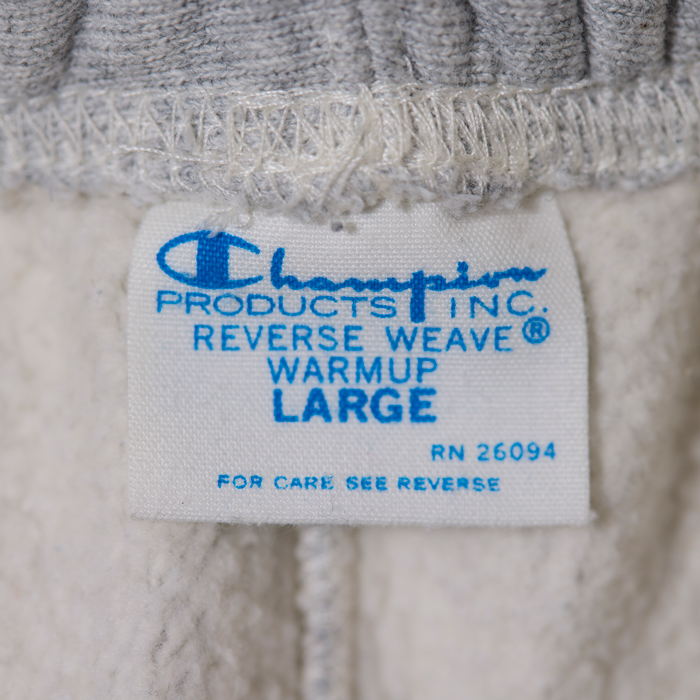 Champion
PRODUCTS INC.
REVERSE WEAVE®
WARMUP
LARGE
RN 26094
FOR CARE SEE REVERSE